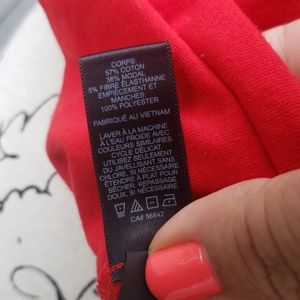 CORPS:
57% COTON
38% MODAL
5% FIBRE ÉLASTHANNE
EMPIÈCEMENT ET
MANCHES:
100% POLYESTER
FABRIQUÉ AU VIETNAM
LAVER À LA MACHINE
À L'EAU FROIDE AVEC
COULEURS SIMILAIRES
CYCLE DÉLICAT.
UTILISEZ SEULEMENT
DU JAVELLISANT SANS
CHLORE. SI NÉCESSAIRE.
ÉTENDRE À PLAT POUR
SÉCHER. REPASSAGE
DOUX, SI NÉCESSAIRE.
CA# 56842